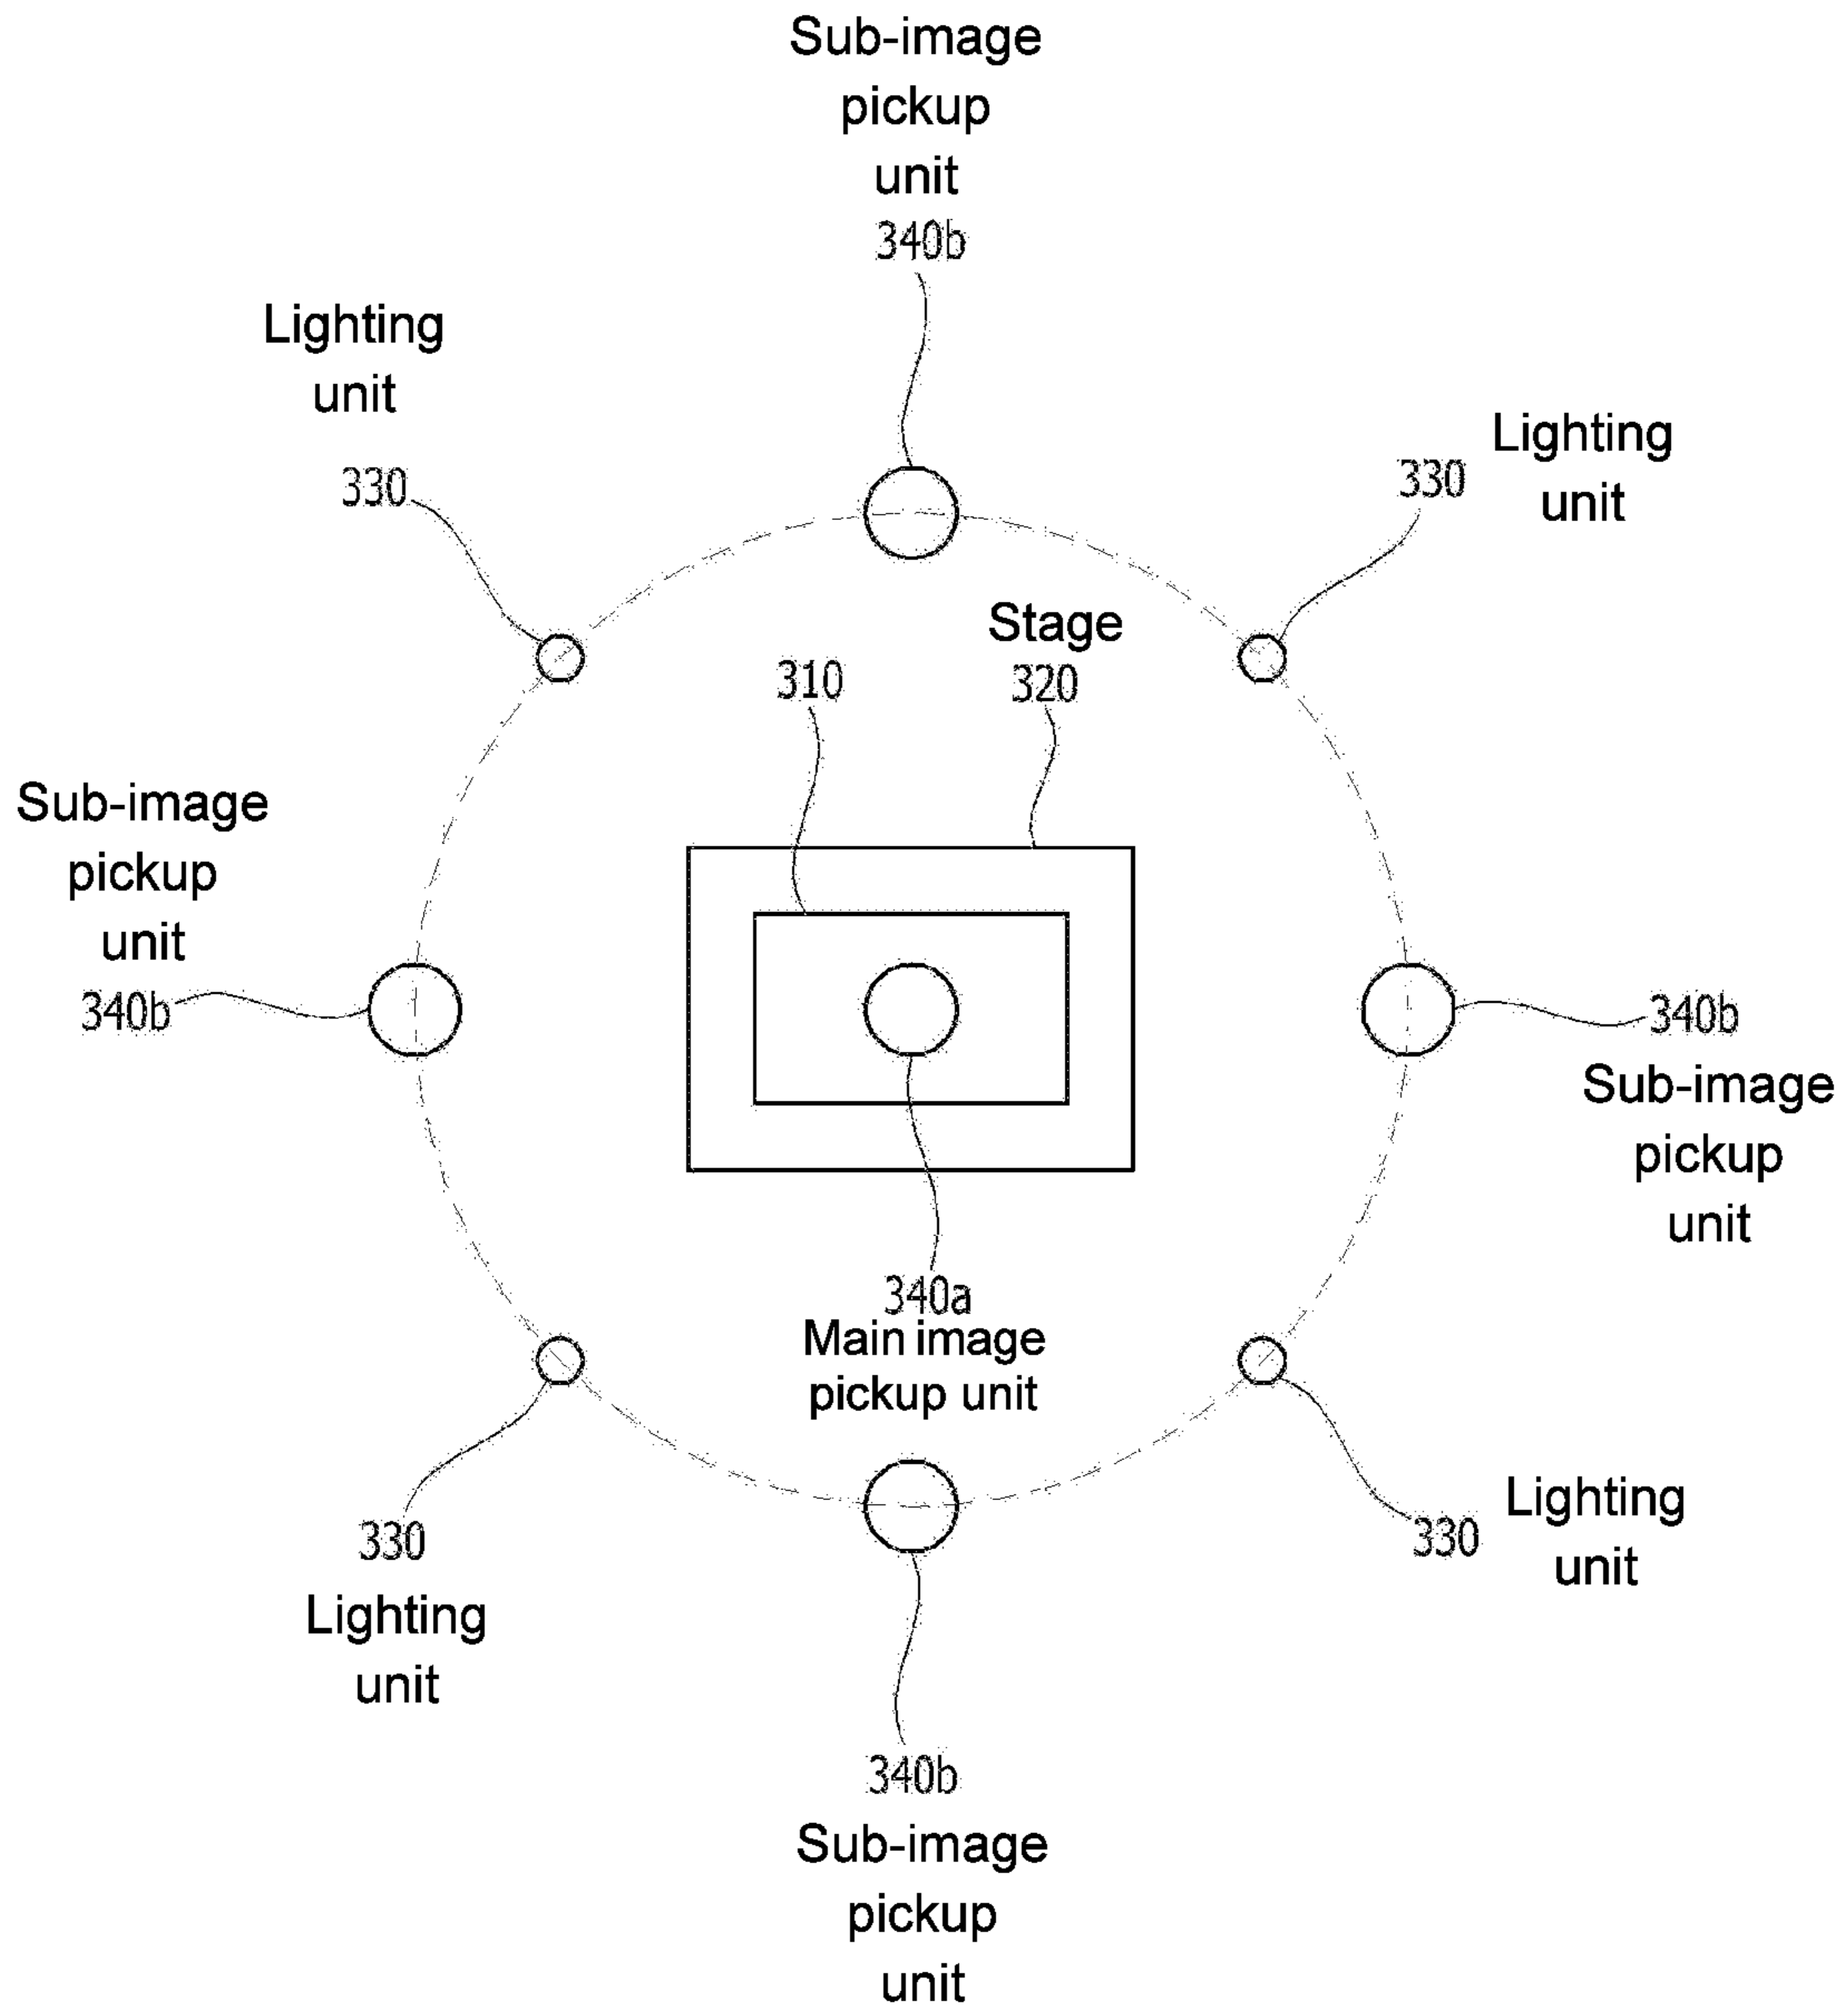 Sub-image
pickup
unit
340b
Lighting
unit
330
Lighting
unit
330
Stage
320
310
Sub-image
pickup
unit
340b
340b
Sub-image
pickup
unit
340a
Main image
pickup unit
330
Lighting
unit
330
Lighting
unit
340b
Sub-image
pickup
unit